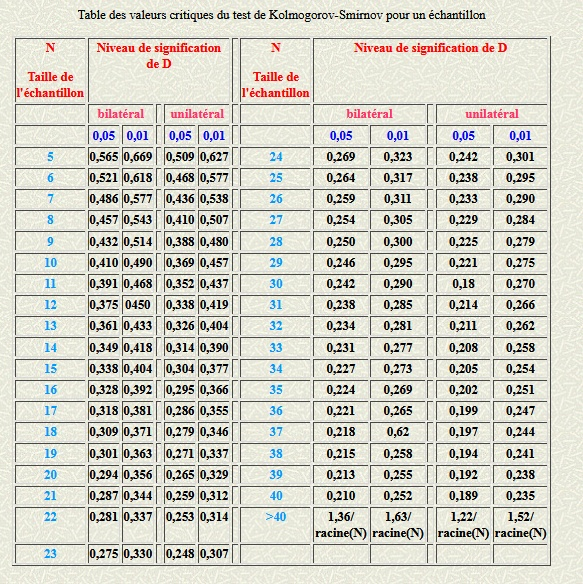 Table des valeurs critiques du test de Kolmogorov-Smirnov pour un échantillon
N Niveau de signification N Niveau de signification de D
de D
Taille de Taille de
l'échantillon l'échantillon
bilatéral unilatéral bilatéral unilatéral
0,05 0,01 0,05 0,01 0,05 0,01 0,05 0,01
5 0,565 0,669 0,509 0,627 24 0,269 0,323 0,242 0,301
6 0,521 0,618 0,468 0,577 25 0,264 0,317 0,238 0,295
7 0,486 0,577 0,436 0,538 26 0,259 0,311 0,233 0,290
8 0,457 0,543 0,410 0,507 27 0,254 0,305 0,229 0,284
9 0,432 0,514 0,388 0,480 28 0,250 0,300 0,225 0,279
10 0,410 0,490 0,369 0,457 29 0,246 0,295 0,221 0,275
11 0,391 0,468 0,352 0,437 30 0,242 0,290 0,18 0,270
12 0,375 0450 0,338 0,419 31 0,238 0,285 0,214 0,266
13 0,361 0,433 0,326 0,404 32 0,234 0,281 0,211 0,262
14 0,349 0,418 0,314 0,390 33 0,231 0,277 0,208 0,258
15 0,338 0,404 0,304 0,377 34 0,227 0,273 0,205 0,254
16 0,328 0,392 0,295 0,366 35 0,224 0,269 0,202 0,251
17 0,318 0,381 0,286 0,355 36 0,221 0,265 0,199 0,247
18 0,309 0,371 0,279 0,346 37 0,218 0,62 0,197 0,244
19 0,301 0,363 0,271 0,337 38 0,215 0,258 0,194 0,241
20 0,294 0,356 0,265 0,329 39 0,213 0,255 0,192 0,238
21 0,287 0,344 0,259 0,312 40 0,210 0,252 0,189 0,235
22 0,281 0,337 0,253 0,314 >40 1,36/ 1,63/ 1,22/ 1,52/
racine(N) racine(N) racine(N) racine(N)
23 0,275 0,330 0,248 0,307